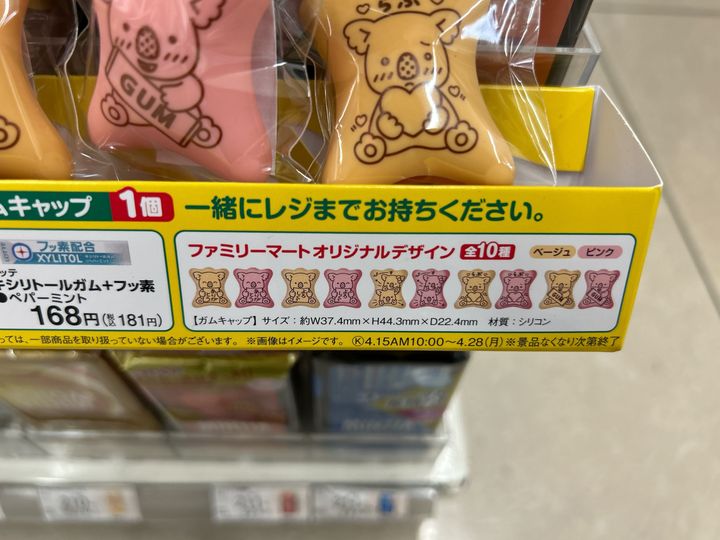 GUM
らぶ
ムキャップ 1個 一緒にレジまでお持ちください。
フッ素配合
XYLITOL
ッテ
キシリトールガム+フッ素
●ペパーミント
168円(税込181円)
ファミリーマートオリジナルデザイン 全10種 ベージュ ピンク
【ガムキャップ】サイズ:約W37.4mm×H44.3mm×D22.4mm 材質:シリコン
っては、一部商品を取り扱っていない場合がございます。 ※画像はイメージです。 Ⓚ4.15AM10:00〜4.28(月)※景品なくなり次第終了